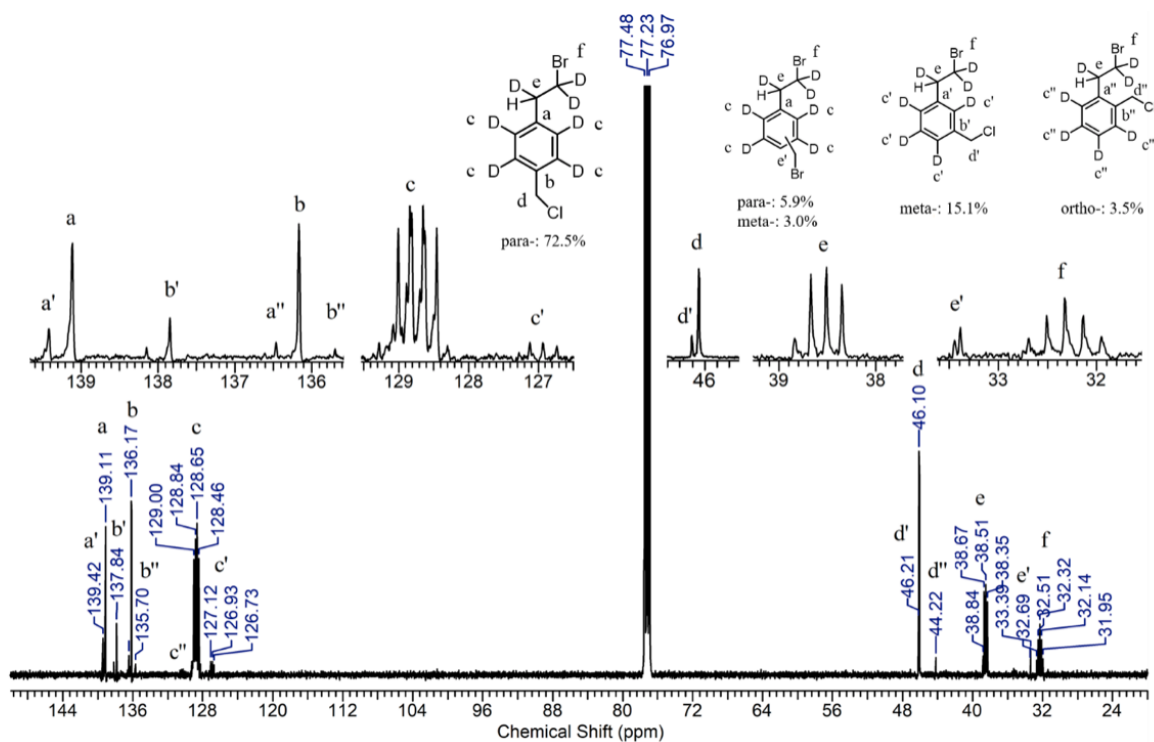 77.48
77.23
76.97
Br f
e D
D
H D
a
c D D c
c D D c
b
d
Cl
para-: 72.5%
Br f
D e D
H D
a
c D D c
c D D c
e'
Br
para-: 5.9%
meta-: 3.0%
Br f
D e D
H D
a'
c' D D c'
c' D b'
D d' Cl
c'
meta-: 15.1%
Br f
D e D
H D
a'' d''
c'' D Cl
b''
c'' D D c''
D
c''
ortho-: 3.5%
a' a b' a'' b b'' c c' d' d e e' f
139 138 137 136 129 128 127 46 39 38 33 32
a' 139.42
a 139.11
b' 137.84
b 136.17
b'' 135.70
c''
c
129.00
128.84
128.65
128.46
c'
127.12
126.93
126.73
d' 46.21
d 46.10
d'' 44.22
e
38.84
38.67
38.51
38.35
e' 33.39
f
32.69
32.51
32.32
32.14
31.95
144 136 128 120 112 104 96 88 80 72 64 56 48 40 32 24
Chemical Shift (ppm)